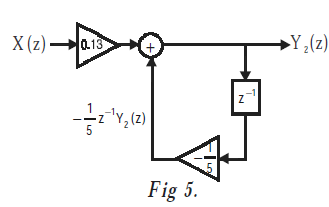 X(z)
0.13
+
Y₂(z)
z⁻¹
-1/5 z⁻¹Y₂(z)
-1/5
Fig 5.